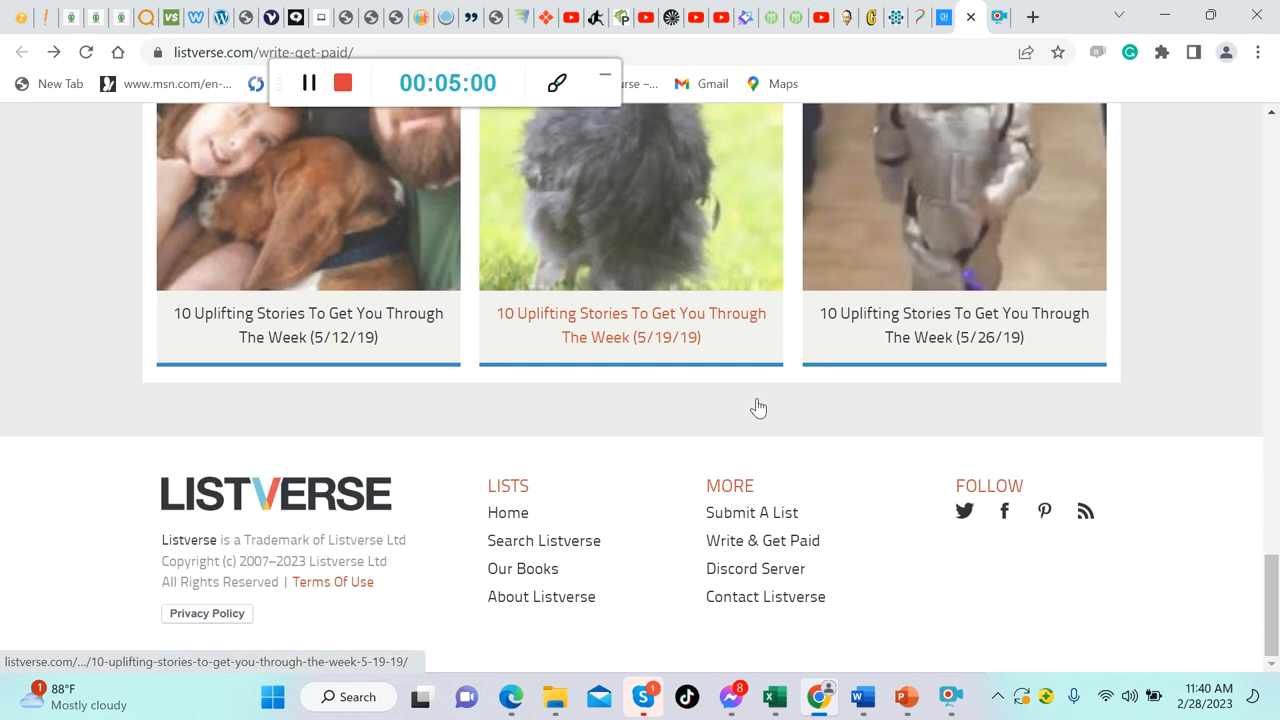 listverse.com/write-get-paid/
New Tab
www.msn.com/en-...
00:05:00
urse –...
Gmail
Maps
10 Uplifting Stories To Get You Through
The Week (5/12/19)
10 Uplifting Stories To Get You Through
The Week (5/19/19)
10 Uplifting Stories To Get You Through
The Week (5/26/19)
LISTVERSE
Listverse is a Trademark of Listverse Ltd
Copyright (c) 2007–2023 Listverse Ltd
All Rights Reserved | Terms Of Use
Privacy Policy
LISTS
Home
Search Listverse
Our Books
About Listverse
MORE
Submit A List
Write & Get Paid
Discord Server
Contact Listverse
FOLLOW
listverse.com/.../10-uplifting-stories-to-get-you-through-the-week-5-19-19/
1
88°F
Mostly cloudy
Search
1
8
11:40 AM
2/28/2023